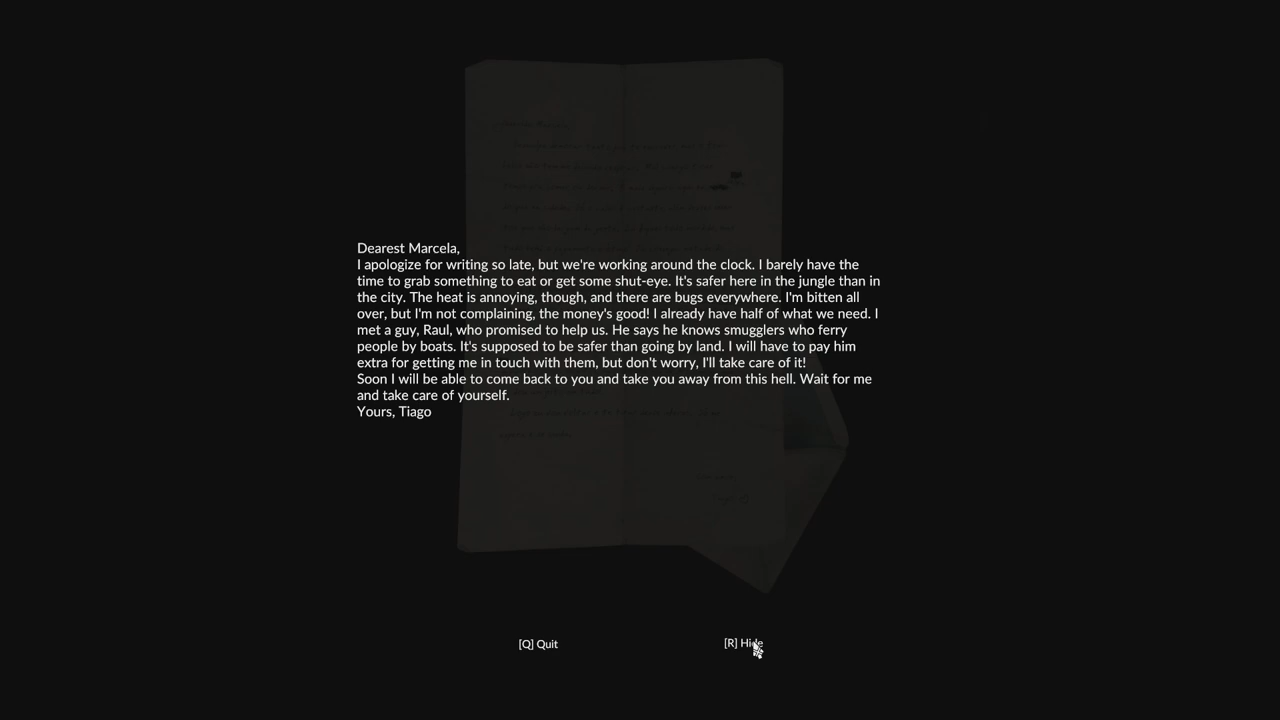 Dearest Marcela,
I apologize for writing so late, but we're working around the clock. I barely have the
time to grab something to eat or get some shut-eye. It's safer here in the jungle than in
the city. The heat is annoying, though, and there are bugs everywhere. I'm bitten all
over, but I'm not complaining, the money's good! I already have half of what we need. I
met a guy, Raul, who promised to help us. He says he knows smugglers who ferry
people by boats. It's supposed to be safer than going by land. I will have to pay him
extra for getting me in touch with them, but don't worry, I'll take care of it!
Soon I will be able to come back to you and take you away from this hell. Wait for me
and take care of yourself.
Yours, Tiago
[Q] Quit
[R] Hide